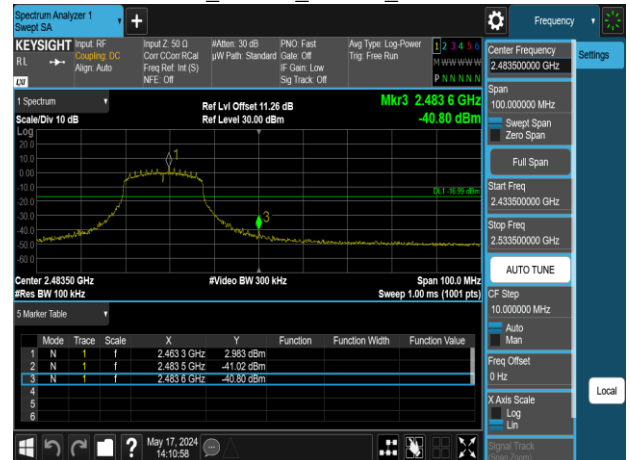 Spectrum Analyzer 1
Swept SA
+
Frequency
KEYSIGHT
RL
LXI
Input: RF
Coupling: DC
Align: Auto
Input Z: 50 Ω
Corr CCorr RCal
Freq Ref: Int (S)
NFE: Off
#Atten: 30 dB
µW Path: Standard
PNO: Fast
Gate: Off
IF Gain: Low
Sig Track: Off
Avg Type: Log-Power
Trig: Free Run
1 2 3 4 5 6
M W W W W W
P N N N N N
1 Spectrum
Scale/Div 10 dB
Ref Lvl Offset 11.26 dB
Ref Level 30.00 dBm
Mkr3 2.483 6 GHz
-40.80 dBm
Log
20.0
10.0
0.00
-10.0
-20.0
-30.0
-40.0
-50.0
-60.0
1
3
DL1 -16.99 dBm
Center 2.48350 GHz
#Res BW 100 kHz
#Video BW 300 kHz
Span 100.0 MHz
Sweep 1.00 ms (1001 pts)
5 Marker Table
Mode Trace Scale X Y Function Function Width Function Value
1 N 1 f 2.463 3 GHz 2.983 dBm
2 N 1 f 2.483 5 GHz -41.02 dBm
3 N 1 f 2.483 6 GHz -40.80 dBm
4
5
6
?
May 17, 2024
14:10:58
Center Frequency
2.483500000 GHz
Span
100.000000 MHz
Swept Span
Zero Span
Full Span
Start Freq
2.433500000 GHz
Stop Freq
2.533500000 GHz
AUTO TUNE
CF Step
10.000000 MHz
Auto
Man
Freq Offset
0 Hz
X Axis Scale
Log
Lin
Signal Track
(Span Zoom)
Settings
Local